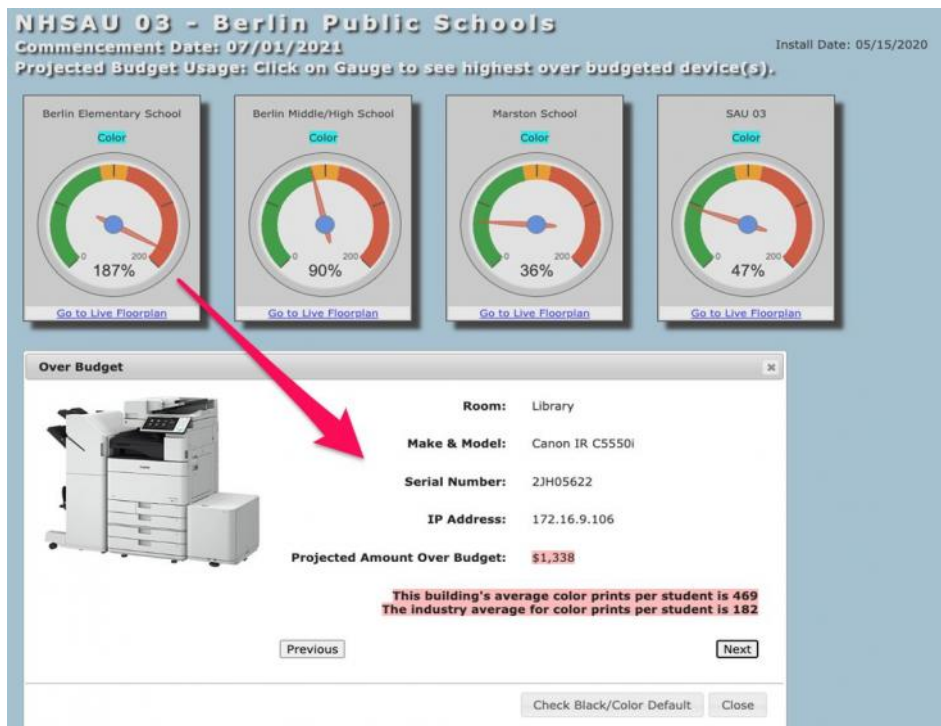 NHSAU 03 - Berlin Public Schools
Commencement Date: 07/01/2021
Install Date: 05/15/2020
Projected Budget Usage: Click on Gauge to see highest over budgeted device(s).
Berlin Elementary School
Color
0
200
187%
Go to Live Floorplan
Berlin Middle/High School
Color
0
200
90%
Go to Live Floorplan
Marston School
Color
0
200
36%
Go to Live Floorplan
SAU 03
Color
0
200
47%
Go to Live Floorplan
Over Budget
Room: Library
Make & Model: Canon IR C5550i
Serial Number: 2JH05622
IP Address: 172.16.9.106
Projected Amount Over Budget: $1,338
This building's average color prints per student is 469
The industry average for color prints per student is 182
Previous
Next
Check Black/Color Default
Close